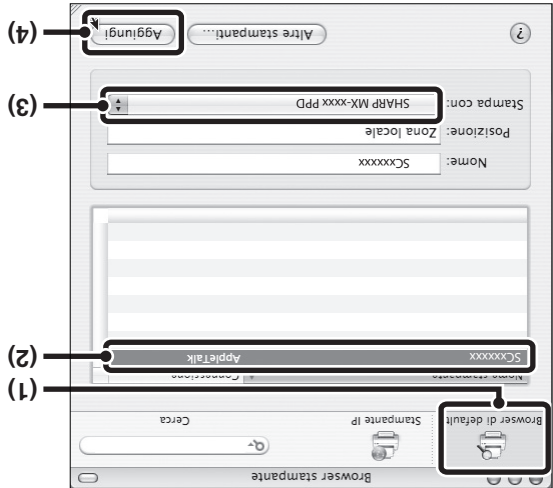 Browser stampante
Browser di default
Stampante IP
Cerca
(1)
Nome stampante Connessione
SCxxxxxx AppleTalk
(2)
Nome: SCxxxxxx
Posizione: Zona locale
Stampa con: SHARP MX-xxxx PPD
(3)
?
Altre stampanti...
Aggiungi
(4)